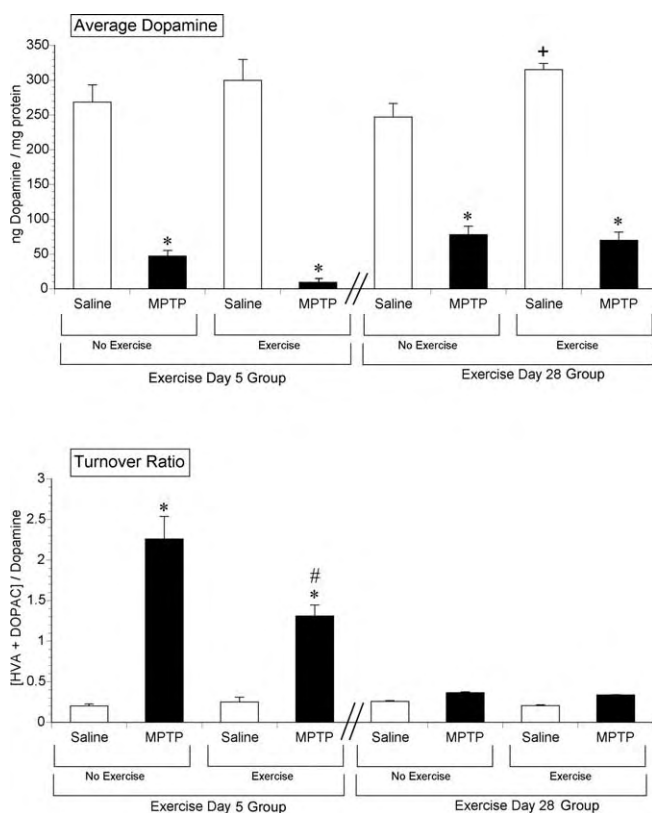 Average Dopamine
ng Dopamine / mg protein
350
300
250
200
150
100
50
0
*
*
*
+
*
Saline MPTP Saline MPTP Saline MPTP Saline MPTP
No Exercise Exercise No Exercise Exercise
Exercise Day 5 Group Exercise Day 28 Group
Turnover Ratio
[HVA + DOPAC] / Dopamine
3
2.5
2
1.5
1
0.5
0
*
#
*
Saline MPTP Saline MPTP Saline MPTP Saline MPTP
No Exercise Exercise No Exercise Exercise
Exercise Day 5 Group Exercise Day 28 Group